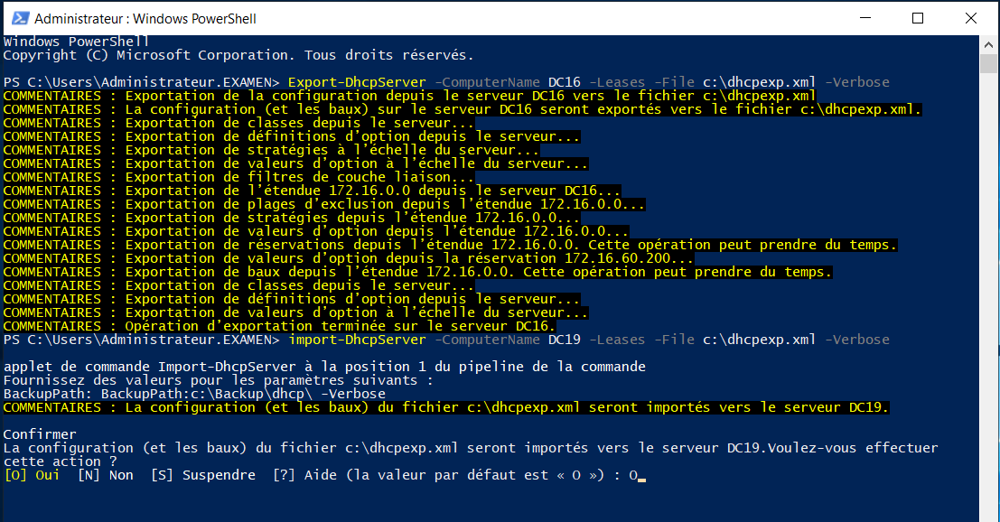 Administrateur : Windows PowerShell
Windows PowerShell
Copyright (C) Microsoft Corporation. Tous droits réservés.
PS C:\Users\Administrateur.EXAMEN> Export-DhcpServer -ComputerName DC16 -Leases -File c:\dhcpexp.xml -Verbose
COMMENTAIRES : Exportation de la configuration depuis le serveur DC16 vers le fichier c:\dhcpexp.xml
COMMENTAIRES : La configuration (et les baux) sur le serveur DC16 seront exportés vers le fichier c:\dhcpexp.xml.
COMMENTAIRES : Exportation de classes depuis le serveur...
COMMENTAIRES : Exportation de définitions d’option depuis le serveur...
COMMENTAIRES : Exportation de stratégies à l’échelle du serveur...
COMMENTAIRES : Exportation de valeurs d’option à l’échelle du serveur...
COMMENTAIRES : Exportation de filtres de couche liaison...
COMMENTAIRES : Exportation de l’étendue 172.16.0.0 depuis le serveur DC16...
COMMENTAIRES : Exportation de plages d’exclusion depuis l’étendue 172.16.0.0...
COMMENTAIRES : Exportation de stratégies depuis l’étendue 172.16.0.0...
COMMENTAIRES : Exportation de valeurs d’option depuis l’étendue 172.16.0.0...
COMMENTAIRES : Exportation de réservations depuis l’étendue 172.16.0.0. Cette opération peut prendre du temps.
COMMENTAIRES : Exportation de valeurs d’option depuis la réservation 172.16.60.200...
COMMENTAIRES : Exportation de baux depuis l’étendue 172.16.0.0. Cette opération peut prendre du temps.
COMMENTAIRES : Exportation de classes depuis le serveur...
COMMENTAIRES : Exportation de définitions d’option depuis le serveur...
COMMENTAIRES : Exportation de valeurs d’option à l’échelle du serveur...
COMMENTAIRES : Opération d’exportation terminée sur le serveur DC16.
PS C:\Users\Administrateur.EXAMEN> import-DhcpServer -ComputerName DC19 -Leases -File c:\dhcpexp.xml -Verbose
applet de commande Import-DhcpServer à la position 1 du pipeline de la commande
Fournissez des valeurs pour les paramètres suivants :
BackupPath: BackupPath:c:\Backup\dhcp\ -Verbose
COMMENTAIRES : La configuration (et les baux) du fichier c:\dhcpexp.xml seront importés vers le serveur DC19.
Confirmer
La configuration (et les baux) du fichier c:\dhcpexp.xml seront importés vers le serveur DC19.Voulez-vous effectuer
cette action ?
[O] Oui  [N] Non  [S] Suspendre  [?] Aide (la valeur par défaut est « O ») : O